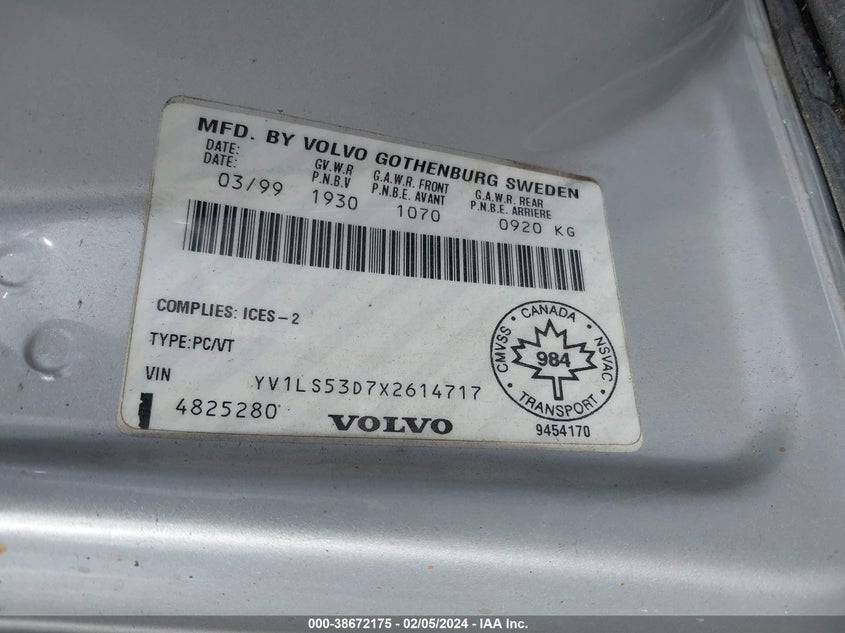 MFD. BY VOLVO GOTHENBURG SWEDEN
DATE: GV.W.R G.A.W.R. FRONT G.A.W.R. REAR
DATE: P.N.B.V P.N.B.E. AVANT P.N.B.E. ARRIERE
03/99 1930 1070 0920 KG
COMPLIES: ICES-2
TYPE:PC/VT
VIN YV1LS53D7X2614717
4825280 VOLVO
CANADA
CMVSS · NSVAC
984
TRANSPORT
9454170
000-38672175 - 02/05/2024 - IAA Inc.